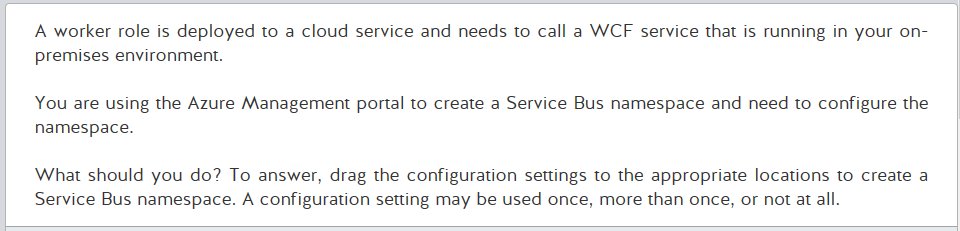 A worker role is deployed to a cloud service and needs to call a WCF service that is running in your on-
premises environment.
You are using the Azure Management portal to create a Service Bus namespace and need to configure the
namespace.
What should you do? To answer, drag the configuration settings to the appropriate locations to create a
Service Bus namespace. A configuration setting may be used once, more than once, or not at all.